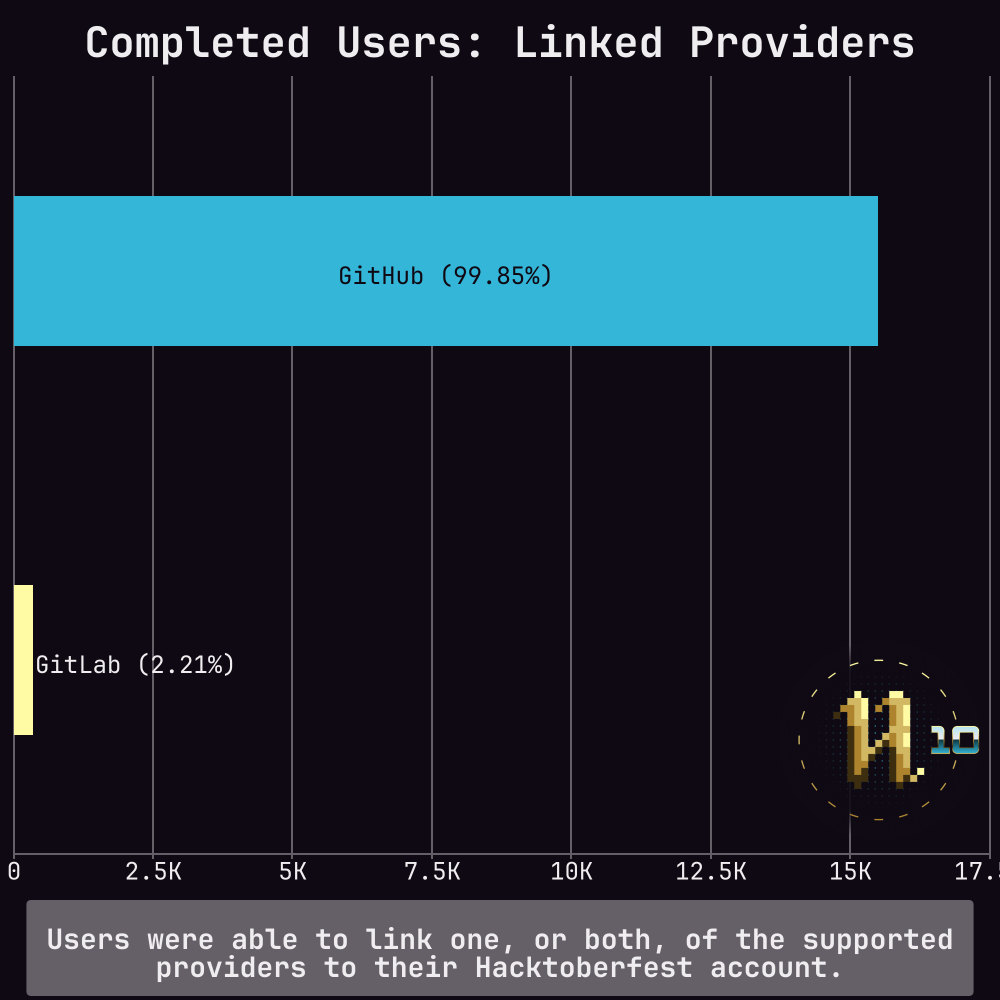 Completed Users: Linked Providers
GitHub (99.85%)
GitLab (2.21%)
10
0 2.5K 5K 7.5K 10K 12.5K 15K 17.5
Users were able to link one, or both, of the supported
providers to their Hacktoberfest account.